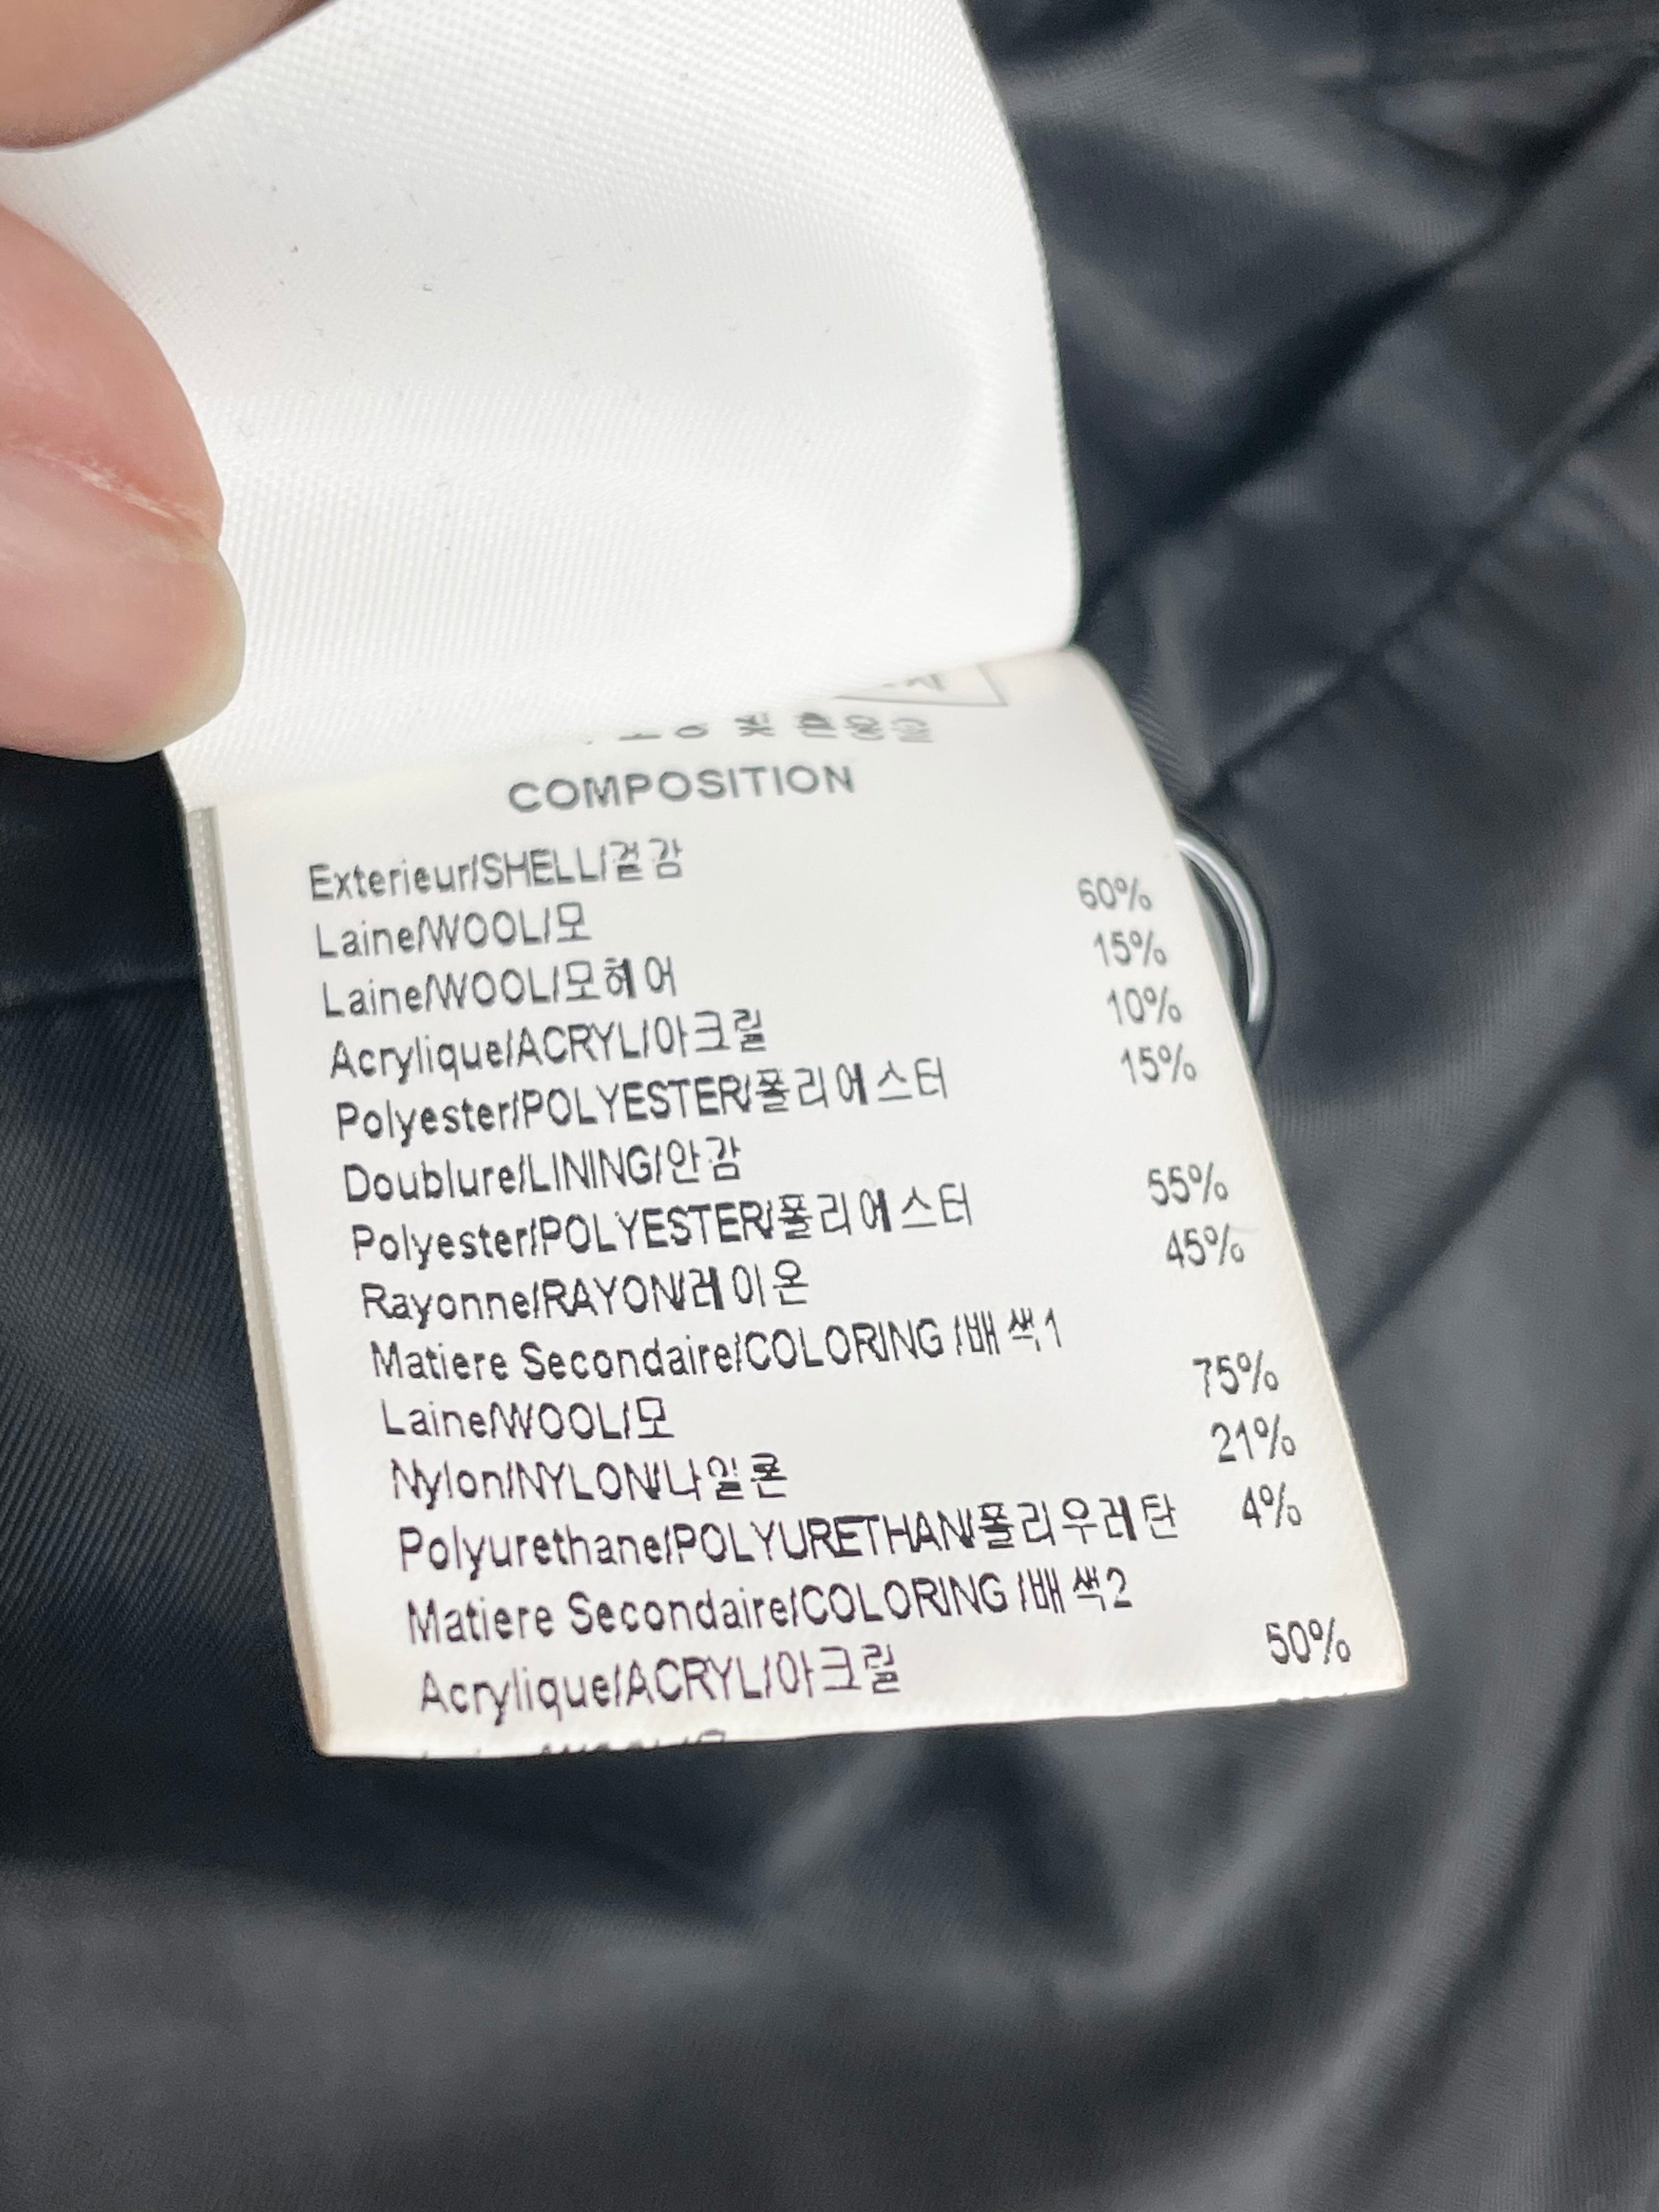 COMPOSITION
Exterieur/SHELL/겉감
Laine/WOOL/모 60%
Laine/WOOL/모헤어 15%
Acrylique/ACRYL/아크릴 10%
Polyester/POLYESTER/폴리에스터 15%
Doublure/LINING/안감
Polyester/POLYESTER/폴리에스터 55%
Rayonne/RAYON/레이온 45%
Matiere Secondaire/COLORING /배색1
Laine/WOOL/모 75%
Nylon/NYLON/나일론 21%
Polyurethane/POLYURETHAN/폴리우레탄 4%
Matiere Secondaire/COLORING /배색2
Acrylique/ACRYL/아크릴 50%